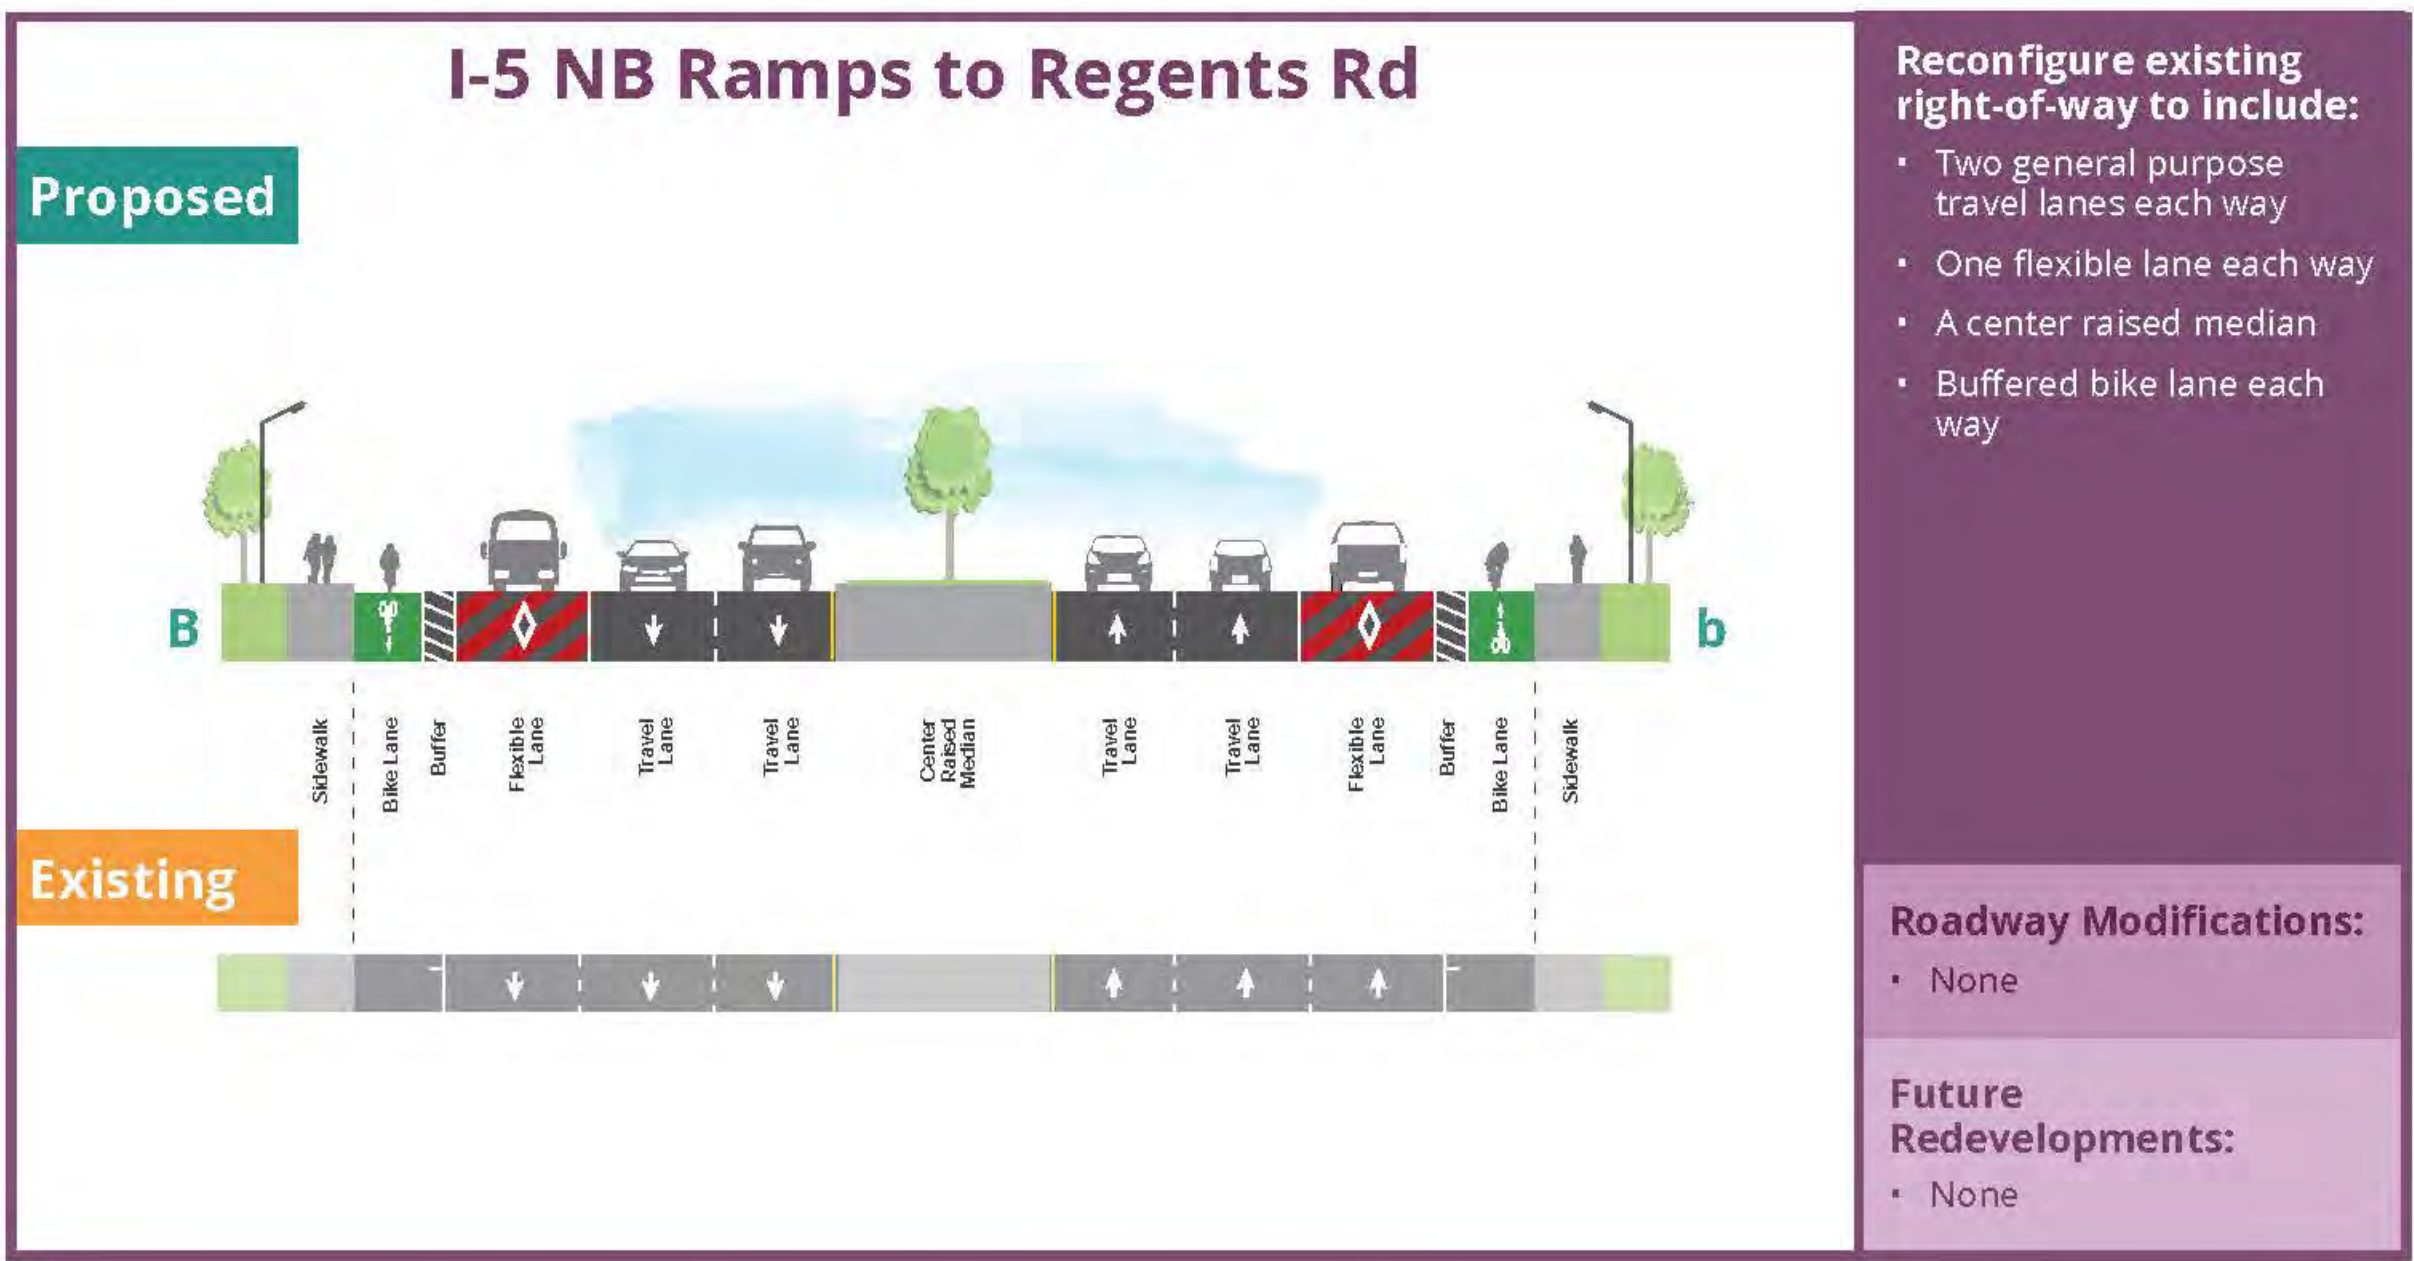 I-5 NB Ramps to Regents Rd
Proposed
B
b
Sidewalk
Bike Lane
Buffer
Flexible
Lane
Travel
Lane
Travel
Lane
Center
Raised
Median
Travel
Lane
Travel
Lane
Flexible
Lane
Buffer
Bike Lane
Sidewalk
Existing
Reconfigure existing
right-of-way to include:
· Two general purpose
travel lanes each way
· One flexible lane each way
· A center raised median
· Buffered bike lane each
way
Roadway Modifications:
· None
Future
Redevelopments:
· None